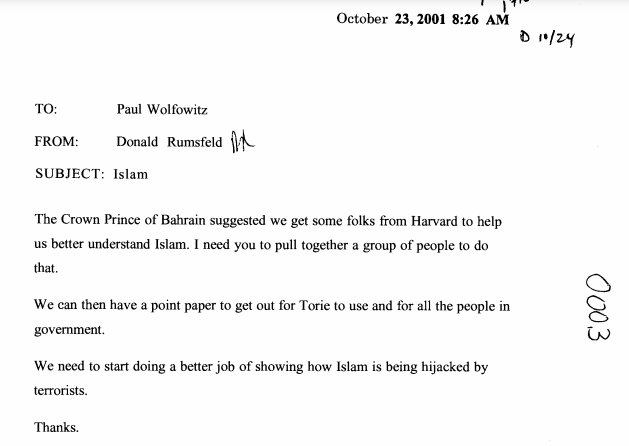 October 23, 2001 8:26 AM
D 10/24
TO: Paul Wolfowitz
FROM: Donald Rumsfeld
SUBJECT: Islam
The Crown Prince of Bahrain suggested we get some folks from Harvard to help
us better understand Islam. I need you to pull together a group of people to do
that.
We can then have a point paper to get out for Torie to use and for all the people in
government.
We need to start doing a better job of showing how Islam is being hijacked by
terrorists.
Thanks.
000.3